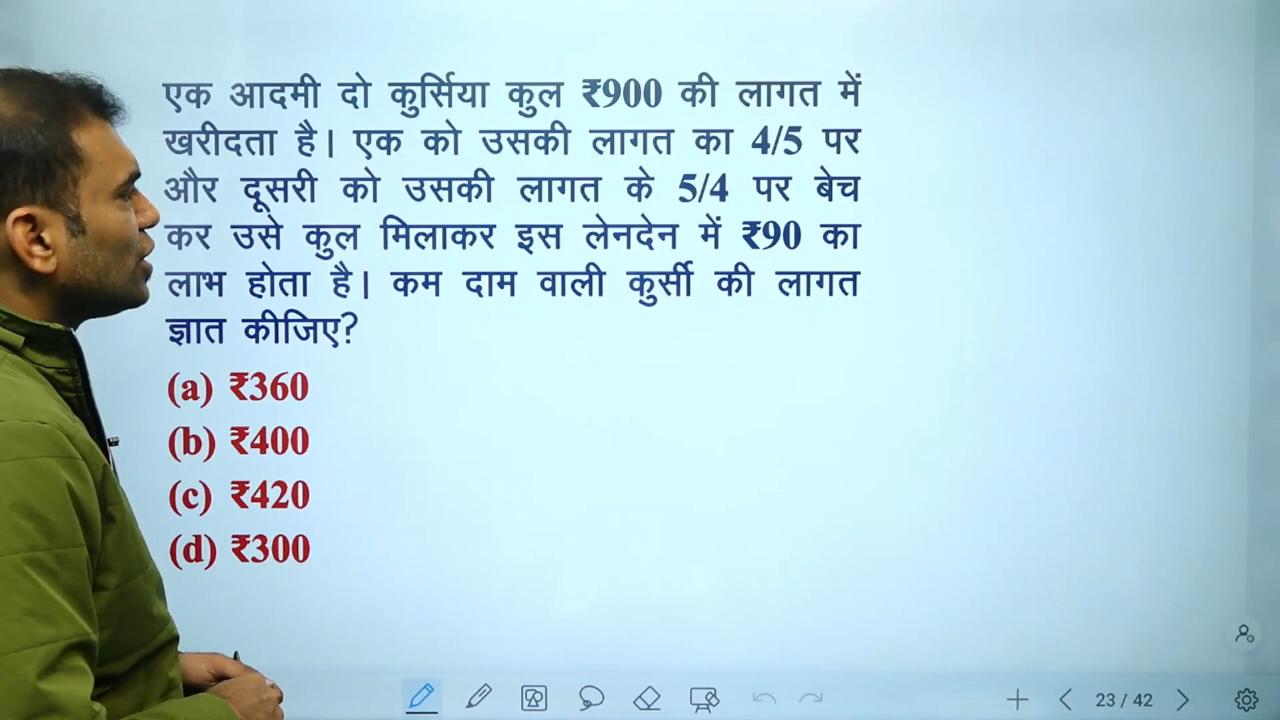 एक आदमी दो कुर्सिया कुल ₹900 की लागत में
खरीदता है। एक को उसकी लागत का 4/5 पर
और दूसरी को उसकी लागत के 5/4 पर बेच
कर उसे कुल मिलाकर इस लेनदेन में ₹90 का
लाभ होता है। कम दाम वाली कुर्सी की लागत
ज्ञात कीजिए?
(a) ₹360
(b) ₹400
(c) ₹420
(d) ₹300
23 / 42